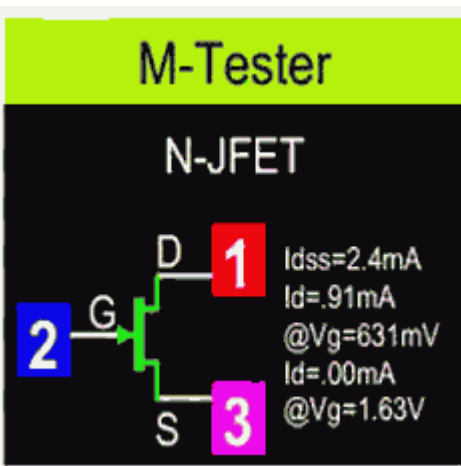 M-Tester
N-JFET
D
1
G
2
S
3
Idss=2.4mA
Id=.91mA
@Vg=631mV
Id=.00mA
@Vg=1.63V